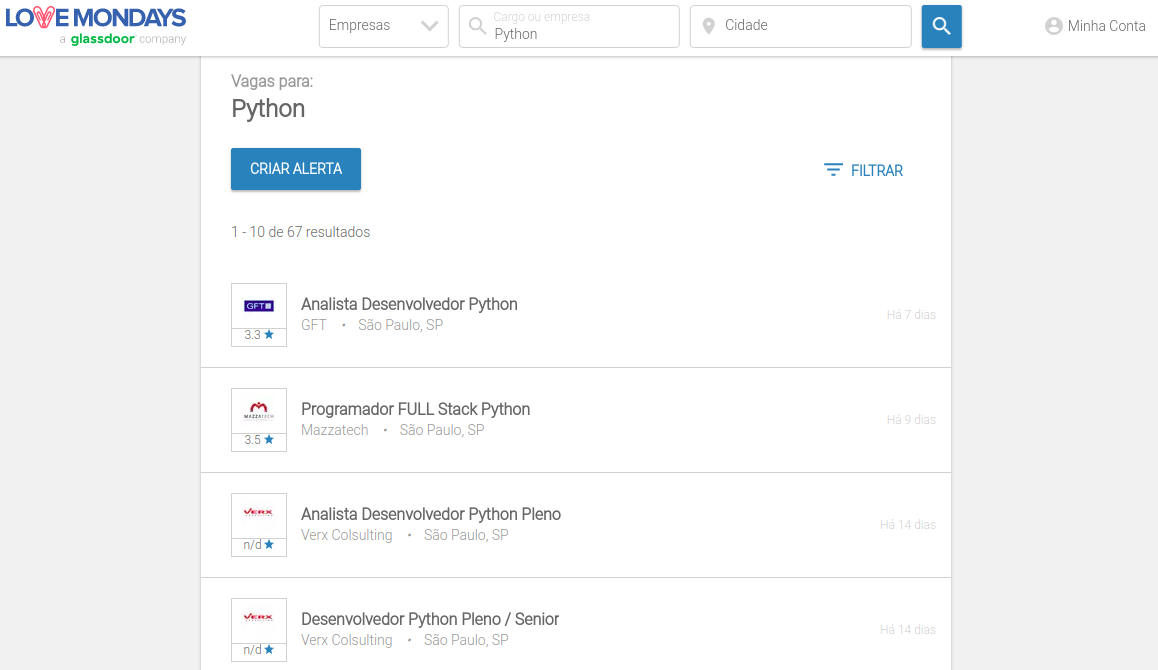 LOVE MONDAYS
a glassdoor company
Empresas
Cargo ou empresa
Python
Cidade
Minha Conta
Vagas para:
Python
CRIAR ALERTA
FILTRAR
1 - 10 de 67 resultados
GFT
3.3
Analista Desenvolvedor Python
GFT • São Paulo, SP
Há 7 dias
MAZZATECH
3.5
Programador FULL Stack Python
Mazzatech • São Paulo, SP
Há 9 dias
VERX
n/d
Analista Desenvolvedor Python Pleno
Verx Colsulting • São Paulo, SP
Há 14 dias
VERX
n/d
Desenvolvedor Python Pleno / Senior
Verx Colsulting • São Paulo, SP
Há 14 dias